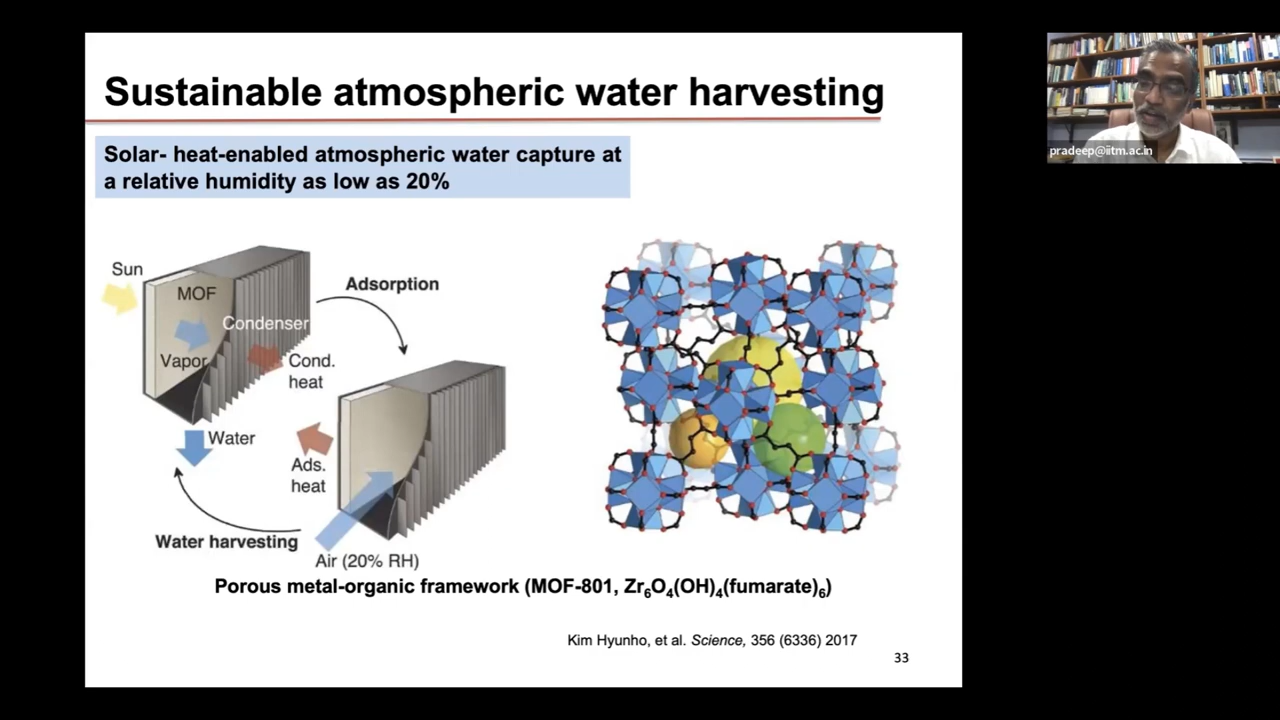 Sustainable atmospheric water harvesting
Solar- heat-enabled atmospheric water capture at
a relative humidity as low as 20%
Sun
MOF
Condenser
Vapor
Cond.
heat
Water
Adsorption
Ads.
heat
Water harvesting
Air (20% RH)
Porous metal-organic framework (MOF-801, Zr₆O₄(OH)₄(fumarate)₆)
Kim Hyunho, et al. Science, 356 (6336) 2017
33
pradeep@iitm.ac.in